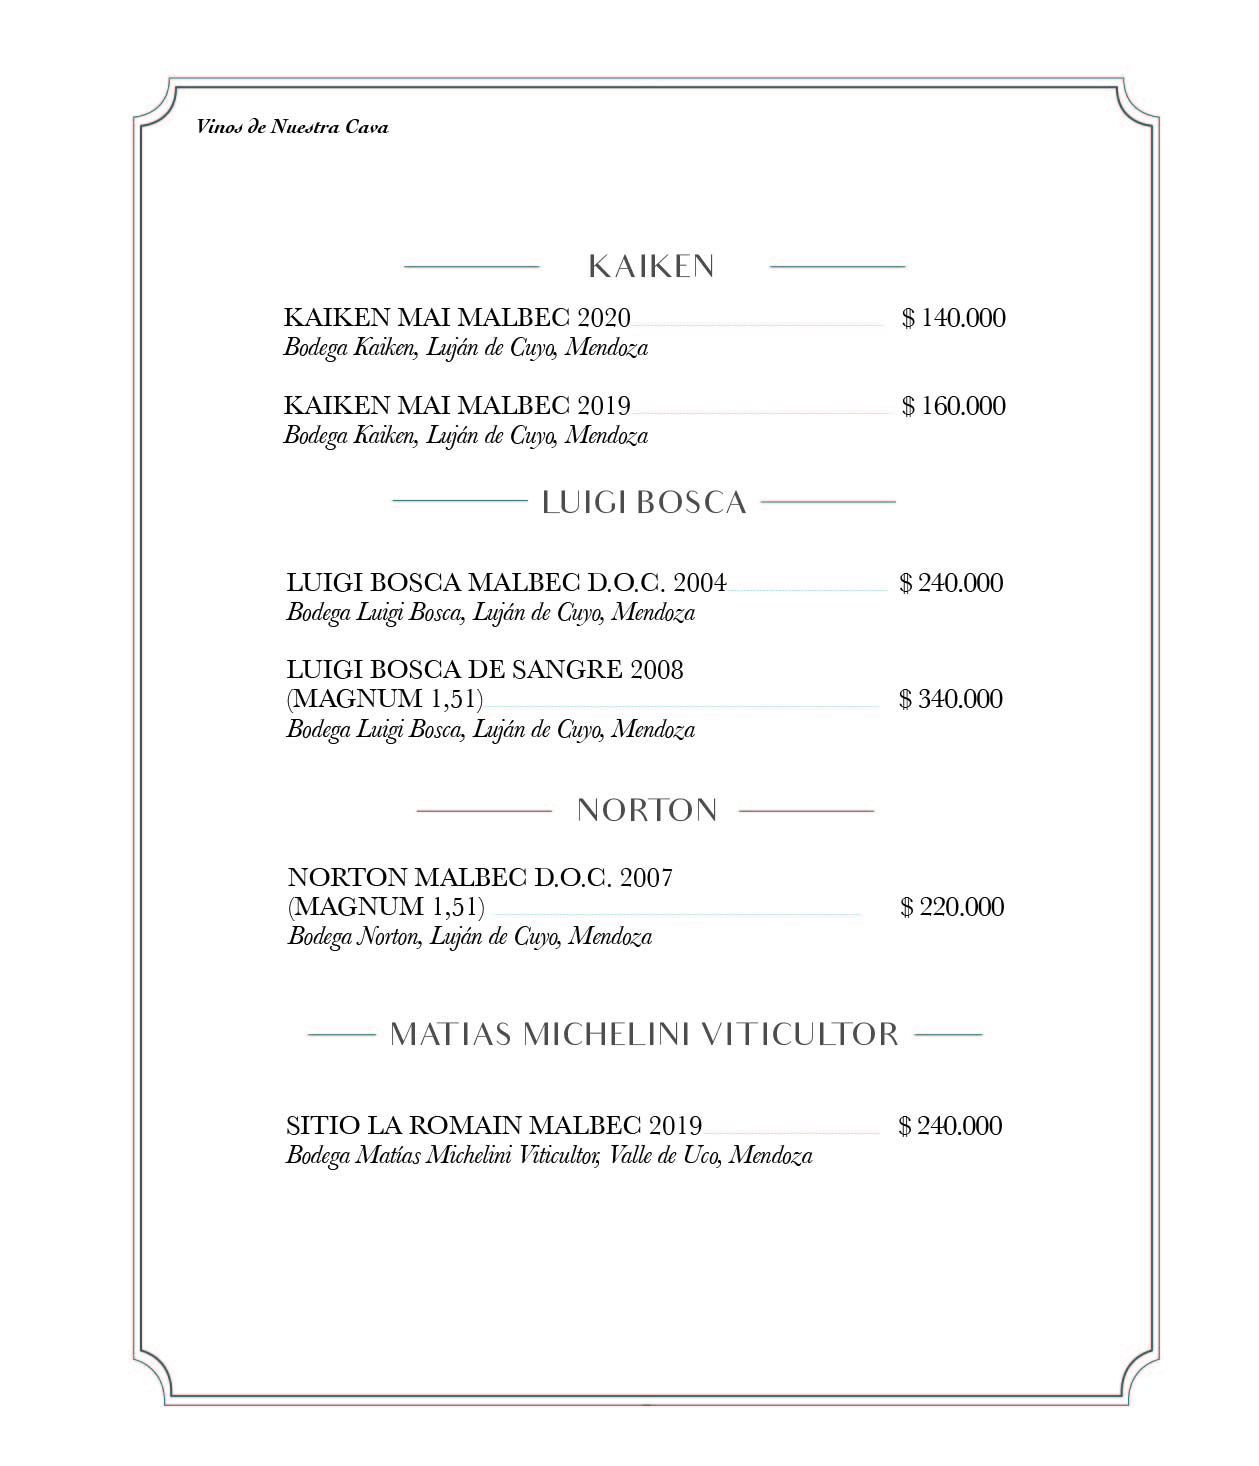 Vinos de Nuestra Cava
KAIKEN
KAIKEN MAI MALBEC 2020 $ 140.000
Bodega Kaiken, Luján de Cuyo, Mendoza
KAIKEN MAI MALBEC 2019 $ 160.000
Bodega Kaiken, Luján de Cuyo, Mendoza
LUIGI BOSCA
LUIGI BOSCA MALBEC D.O.C. 2004 $ 240.000
Bodega Luigi Bosca, Luján de Cuyo, Mendoza
LUIGI BOSCA DE SANGRE 2008
(MAGNUM 1,51) $ 340.000
Bodega Luigi Bosca, Luján de Cuyo, Mendoza
NORTON
NORTON MALBEC D.O.C. 2007
(MAGNUM 1,51) $ 220.000
Bodega Norton, Luján de Cuyo, Mendoza
MATIAS MICHELINI VITICULTOR
SITIO LA ROMAIN MALBEC 2019 $ 240.000
Bodega Matías Michelini Viticultor, Valle de Uco, Mendoza